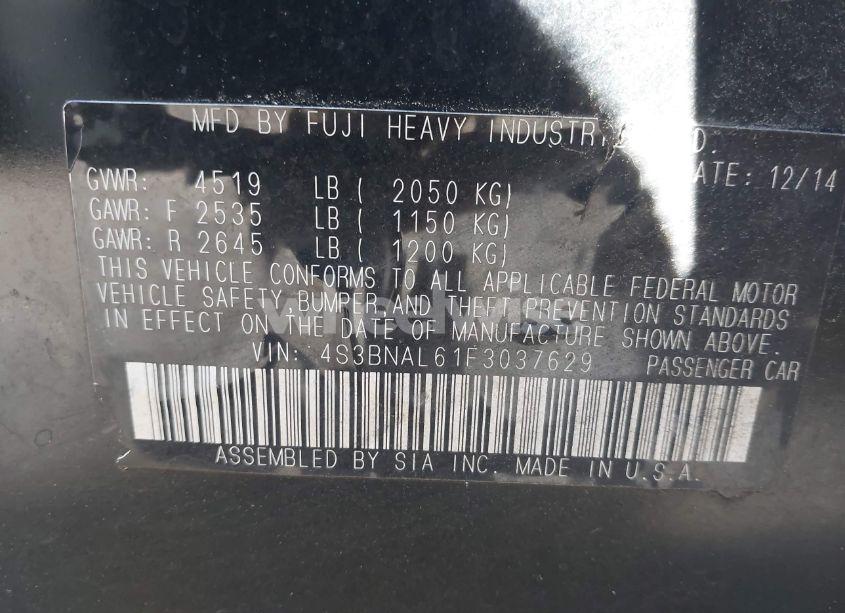 MFD BY FUJI HEAVY INDUSTRI D.
ATE: 12/14
GVWR: 4519 LB ( 2050 KG)
GAWR: F 2535 LB ( 1150 KG)
GAWR: R 2645 LB ( 1200 KG)
THIS VEHICLE CONFORMS TO ALL APPLICABLE FEDERAL MOTOR
VEHICLE SAFETY,BUMPER,AND THEFT PREVENTION STANDARDS
IN EFFECT ON THE DATE OF MANUFACTURE SHOWN ABOVE.
VIN: 4S3BNAL61F3037629 PASSENGER CAR
ASSEMBLED BY SIA INC. MADE IN U.S.A.